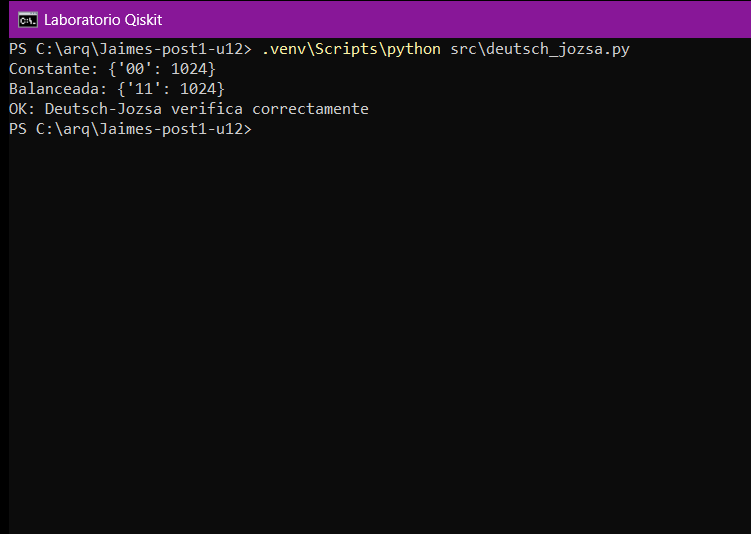 Laboratorio Qiskit
PS C:\arq\Jaimes-post1-u12> .venv\Scripts\python src\deutsch_jozsa.py
Constante: {'00': 1024}
Balanceada: {'11': 1024}
OK: Deutsch-Jozsa verifica correctamente
PS C:\arq\Jaimes-post1-u12>